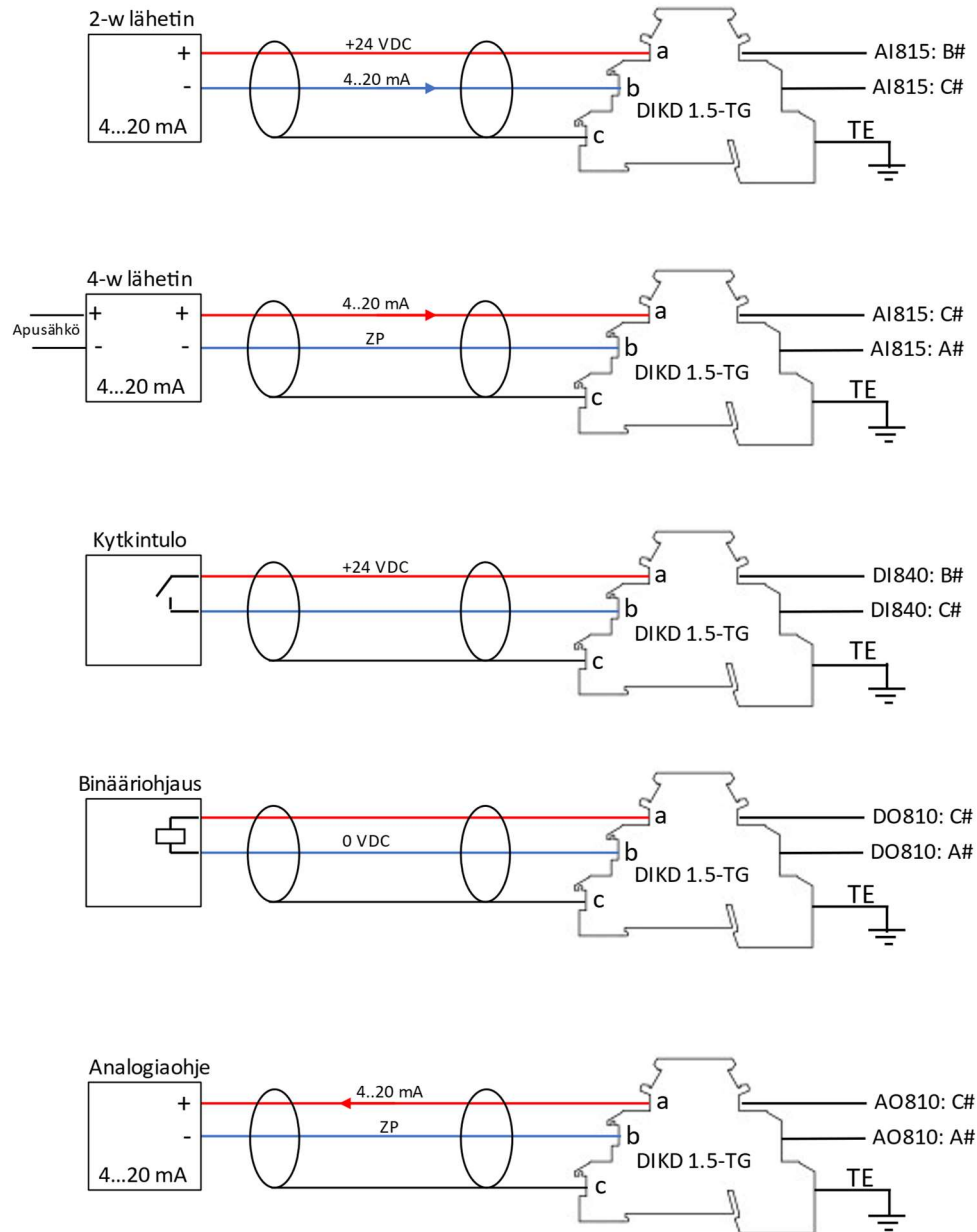 2-w lähetin
+ +24 VDC a AI815: B#
- 4..20 mA b AI815: C#
DIKD 1.5-TG
4...20 mA c TE
4-w lähetin
+ + 4..20 mA a AI815: C#
Apusähkö
- - ZP b AI815: A#
DIKD 1.5-TG
4...20 mA c TE
Kytkintulo
+24 VDC a DI840: B#
b DI840: C#
DIKD 1.5-TG
c TE
Binääriohjaus
a DO810: C#
0 VDC b DO810: A#
DIKD 1.5-TG
c TE
Analogiaohje
+ 4..20 mA a AO810: C#
- ZP b AO810: A#
DIKD 1.5-TG
4...20 mA c TE